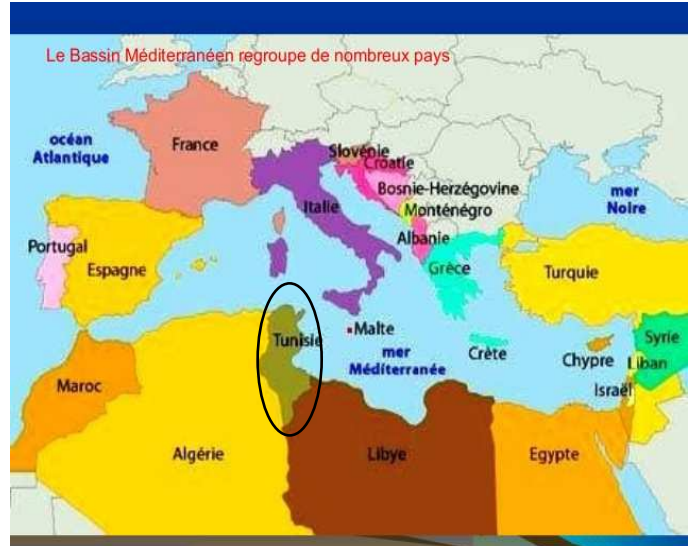 Le Bassin Méditerranéen regroupe de nombreux pays
océan
Atlantique
France
Slovénie
Croatie
Bosnie-Herzégovine
Monténégro
mer
Noire
Italie
Albanie
Portugal
Espagne
Grèce
Turquie
Tunisie
Malte
mer
Méditerranée
Crète
Chypre
Syrie
Liban
Israël
Maroc
Algérie
Libye
Egypte